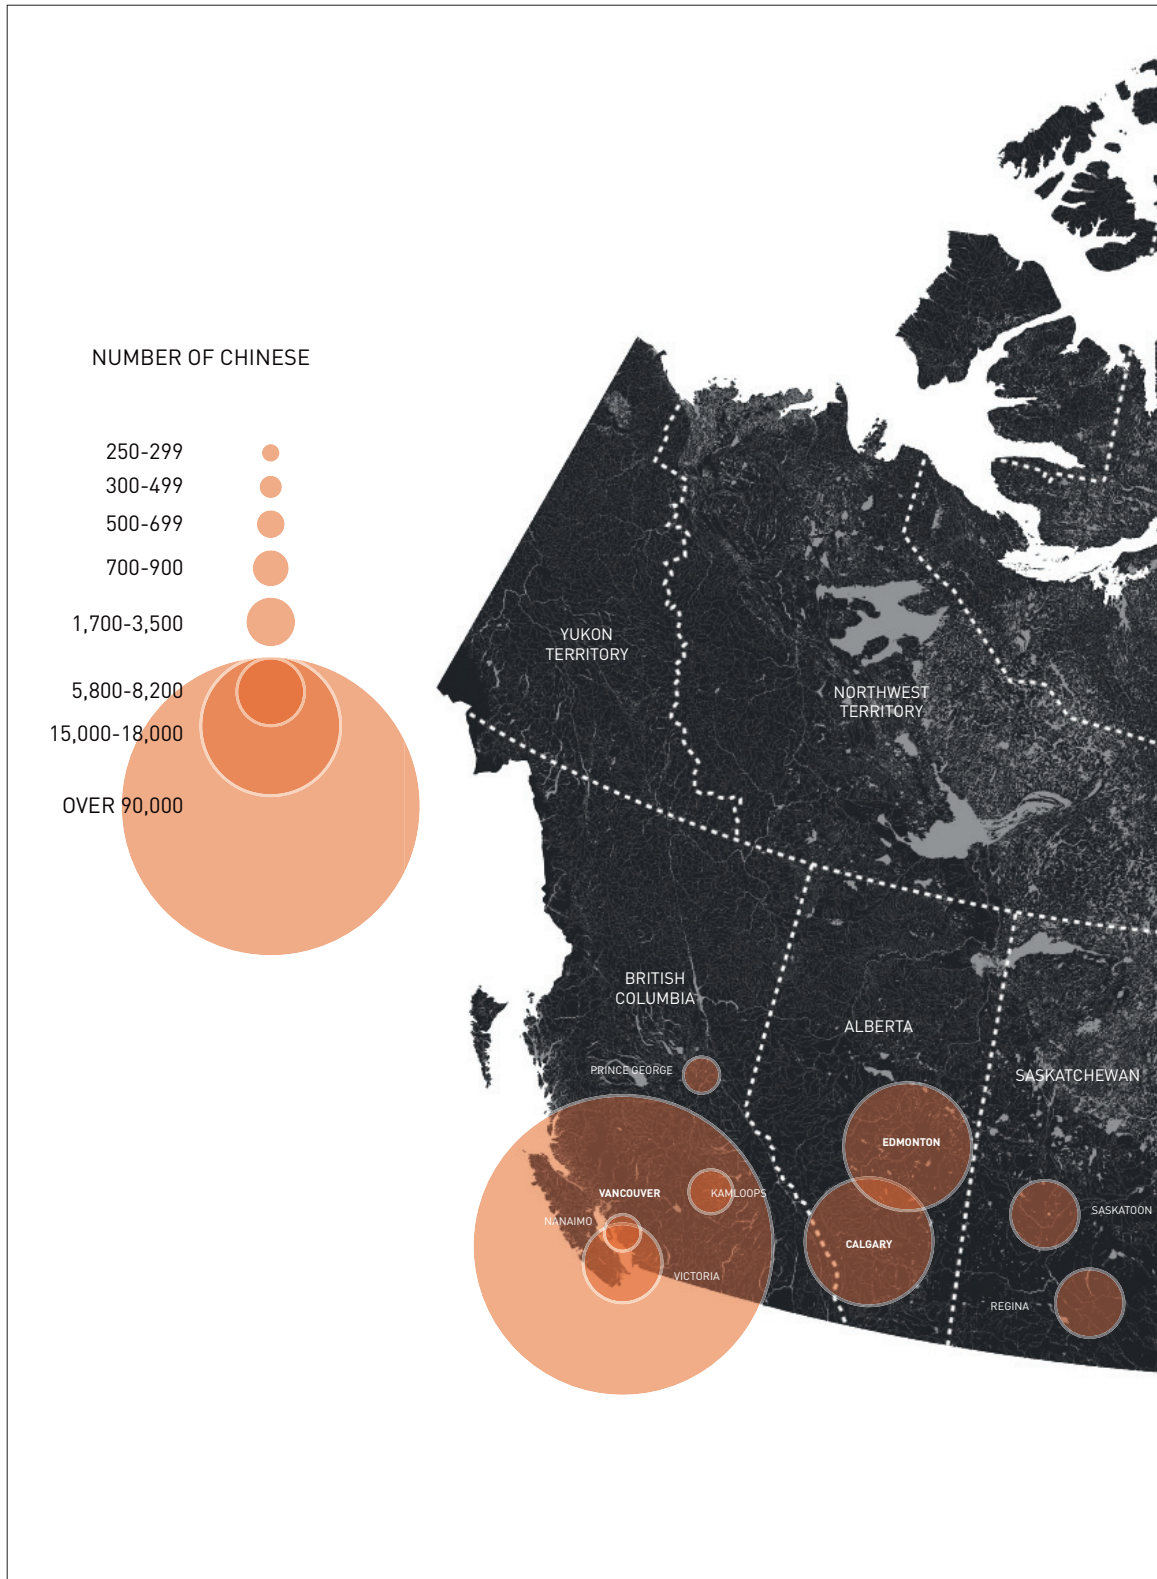 NUMBER OF CHINESE
250-299
300-499
500-699
700-900
1,700-3,500
5,800-8,200
15,000-18,000
OVER 90,000
YUKON
TERRITORY
NORTHWEST
TERRITORY
BRITISH
COLUMBIA
ALBERTA
SASKATCHEWAN
PRINCE GEORGE
EDMONTON
VANCOUVER
KAMLOOPS
SASKATOON
NANAIMO
CALGARY
VICTORIA
REGINA